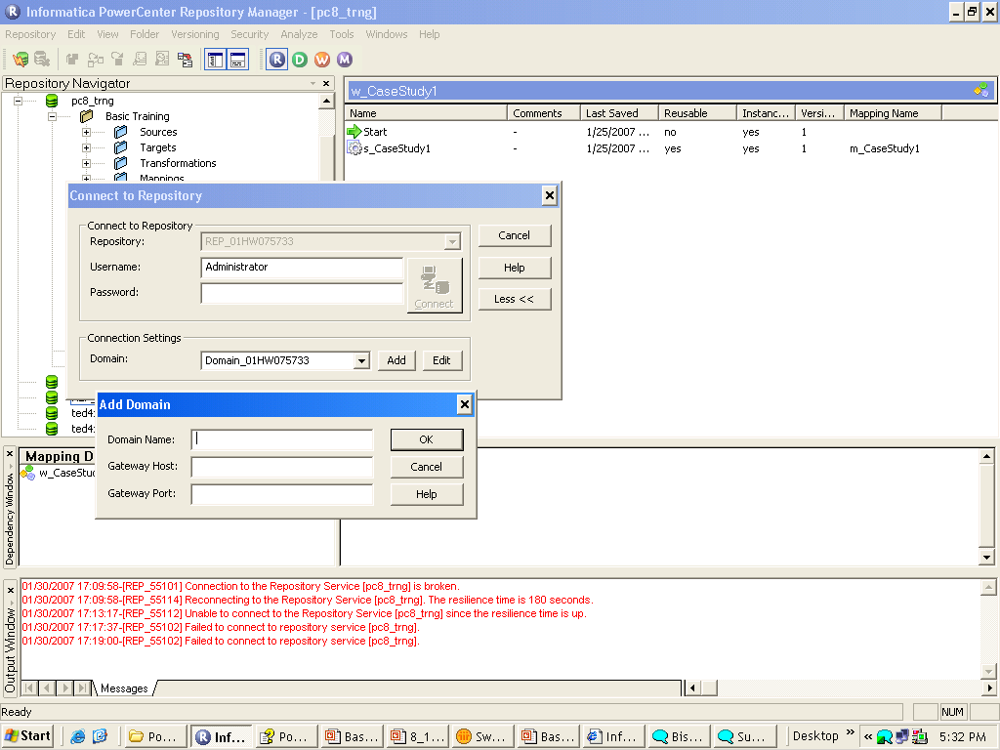 Informatica PowerCenter Repository Manager - [pc8_trng]
Repository Edit View Folder Versioning Security Analyze Tools Windows Help
R D W M
Repository Navigator
pc8_trng
Basic Training
Sources
Targets
Transformations
Mappings
ted4:
ted4:
w_CaseStudy1
Name Comments Last Saved Reusable Instanc... Versi... Mapping Name
Start - 1/25/2007 ... no yes 1
s_CaseStudy1 - 1/25/2007 ... yes yes 1 m_CaseStudy1
Connect to Repository
Connect to Repository
Repository: REP_01HW075733
Username: Administrator
Password:
Connect
Cancel
Help
Less <<
Connection Settings
Domain: Domain_01HW075733 Add Edit
Add Domain
Domain Name: OK
Gateway Host: Cancel
Gateway Port: Help
Mapping D
w_CaseStud
Dependency Window
01/30/2007 17:09:58-[REP_55101] Connection to the Repository Service [pc8_trng] is broken.
01/30/2007 17:09:58-[REP_55114] Reconnecting to the Repository Service [pc8_trng]. The resilience time is 180 seconds.
01/30/2007 17:13:17-[REP_55112] Unable to connect to the Repository Service [pc8_trng] since the resilience time is up.
01/30/2007 17:17:37-[REP_55102] Failed to connect to repository service [pc8_trng].
01/30/2007 17:19:00-[REP_55102] Failed to connect to repository service [pc8_trng].
Output Window
Messages
Ready NUM
Start Po... Inf... Po... Bas... 8_1... Sw... Bas... Inf... Bis... Su... Desktop » « 5:32 PM